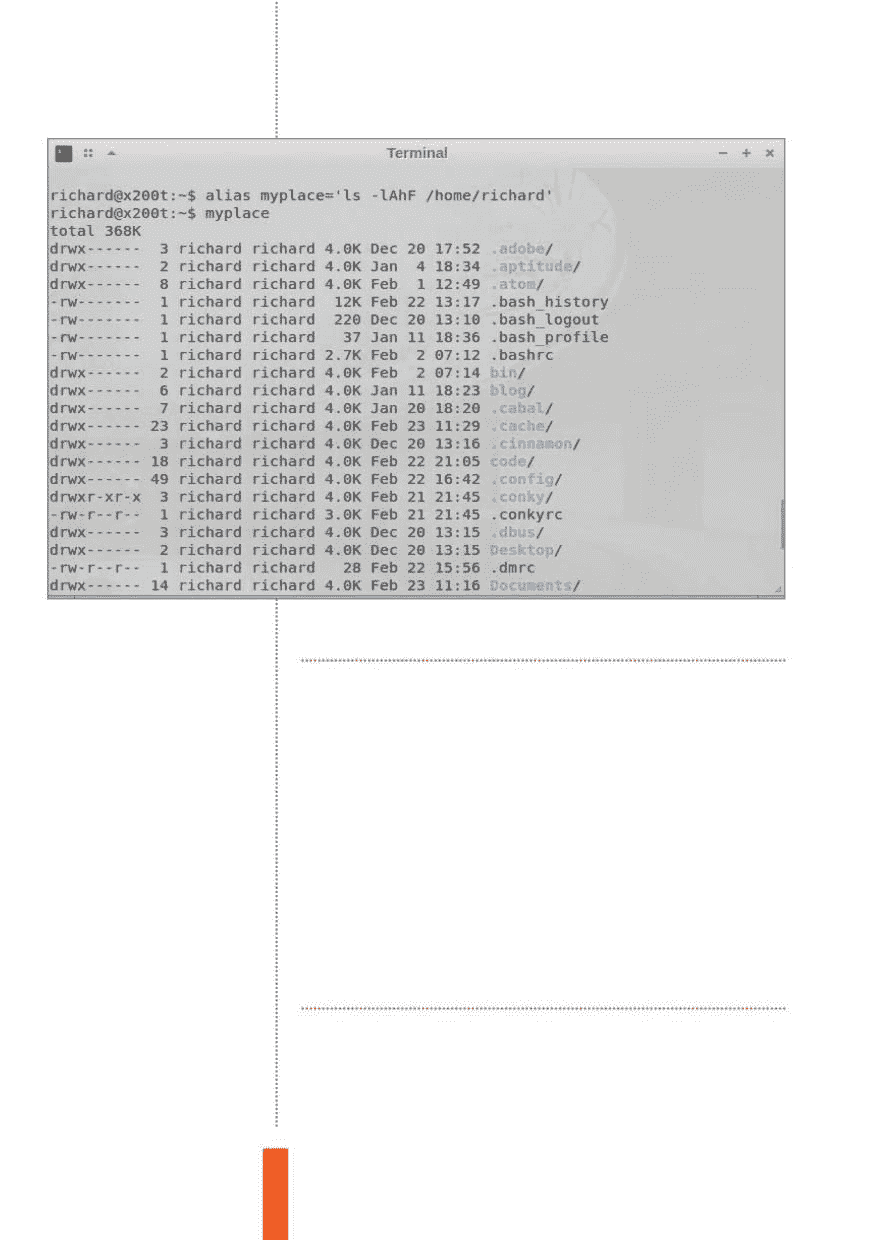 Terminal
richard@x200t:~$ alias myplace='ls -lAhF /home/richard'
richard@x200t:~$ myplace
total 368K
drwx------  3 richard richard 4.0K Dec 20 17:52 .adobe/
drwx------  2 richard richard 4.0K Jan  4 18:34 .aptitude/
drwx------  8 richard richard 4.0K Feb  1 12:49 .atom/
-rw-------  1 richard richard  12K Feb 22 13:17 .bash_history
-rw-------  1 richard richard  220 Dec 20 13:10 .bash_logout
-rw-------  1 richard richard   37 Jan 11 18:36 .bash_profile
-rw-------  1 richard richard 2.7K Feb  2 07:12 .bashrc
drwx------  2 richard richard 4.0K Feb  2 07:14 bin/
drwx------  6 richard richard 4.0K Jan 11 18:23 blog/
drwx------  7 richard richard 4.0K Jan 20 18:20 .cabal/
drwx------ 23 richard richard 4.0K Feb 23 11:29 .cache/
drwx------  3 richard richard 4.0K Dec 20 13:16 .cinnamon/
drwx------ 18 richard richard 4.0K Feb 22 21:05 code/
drwx------ 49 richard richard 4.0K Feb 22 16:42 .config/
drwxr-xr-x  3 richard richard 4.0K Feb 21 21:45 .conky/
-rw-r--r--  1 richard richard 3.0K Feb 21 21:45 .conkyrc
drwx------  3 richard richard 4.0K Dec 20 13:15 .dbus/
drwx------  2 richard richard 4.0K Dec 20 13:15 Desktop/
-rw-r--r--  1 richard richard   28 Feb 22 15:56 .dmrc
drwx------ 14 richard richard 4.0K Feb 23 11:16 Documents/